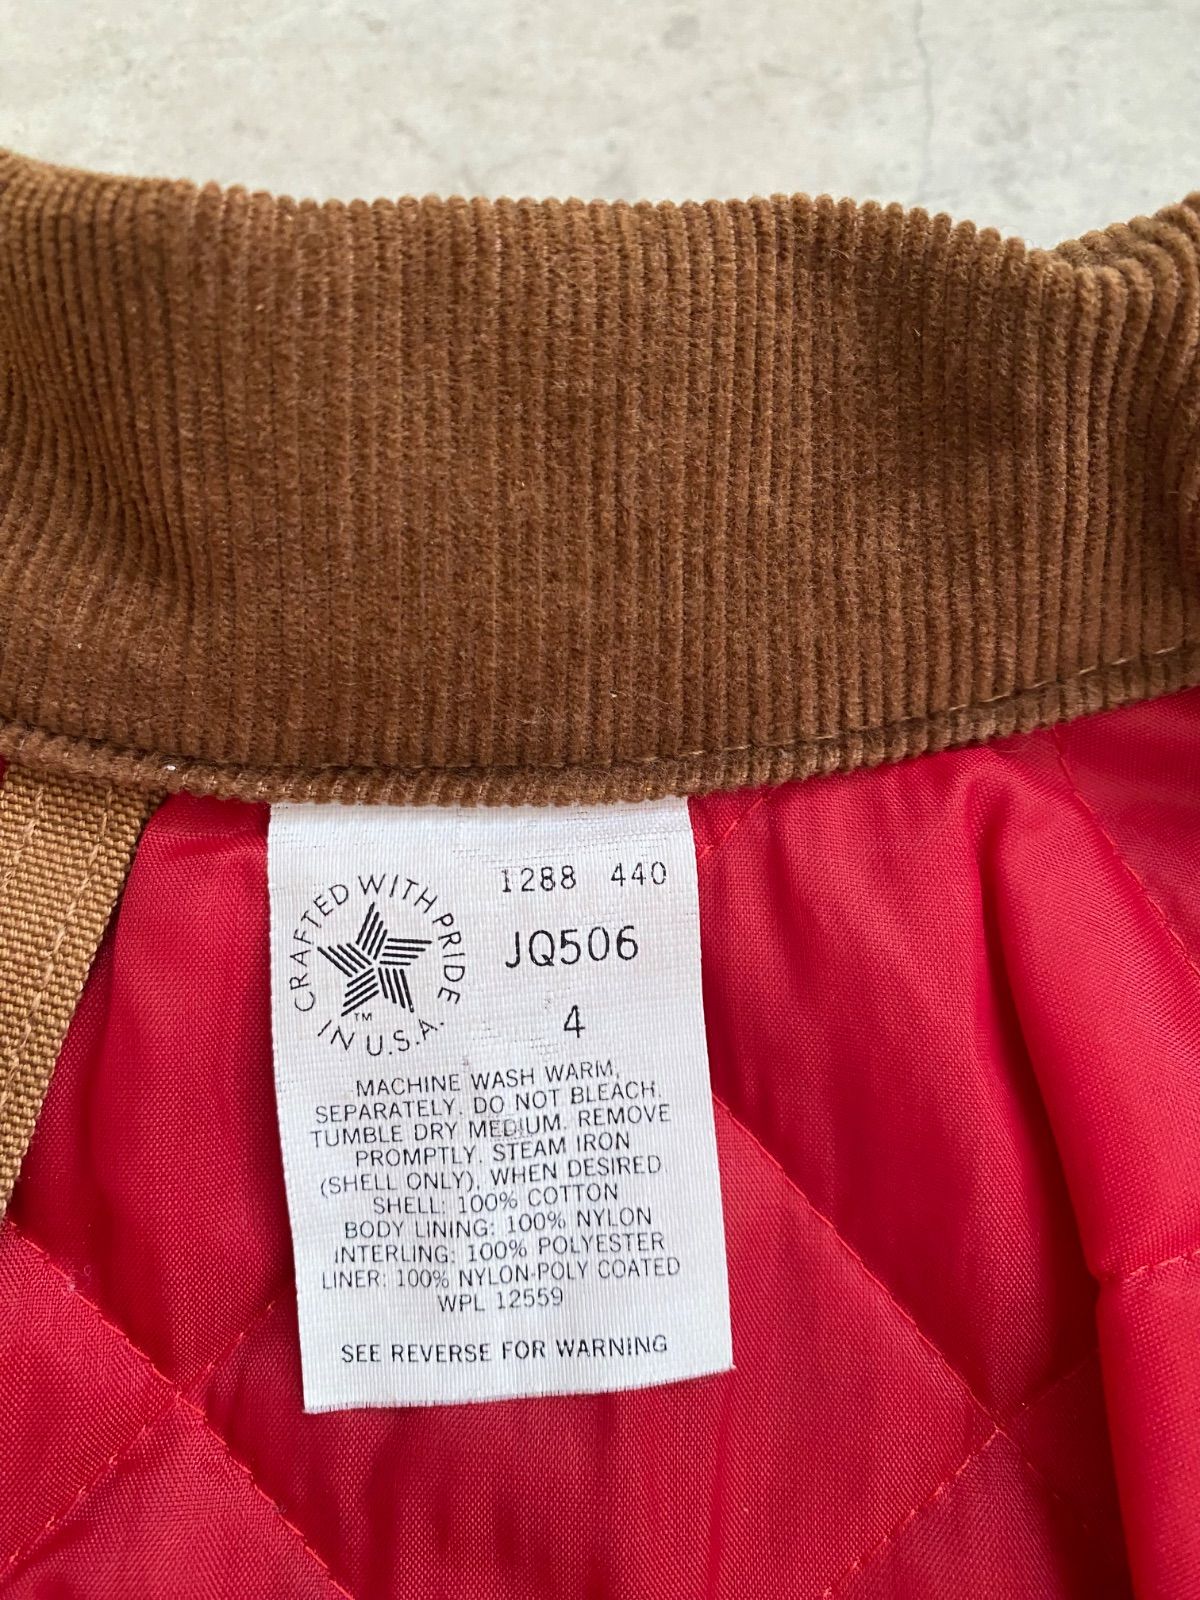 CRAFTED WITH PRIDE
IN U.S.A.
TM
1288 440
JQ506
4
MACHINE WASH WARM,
SEPARATELY. DO NOT BLEACH.
TUMBLE DRY MEDIUM. REMOVE
PROMPTLY. STEAM IRON
(SHELL ONLY), WHEN DESIRED
SHELL: 100% COTTON
BODY LINING: 100% NYLON
INTERLING: 100% POLYESTER
LINER: 100% NYLON-POLY COATED
WPL 12559
SEE REVERSE FOR WARNING